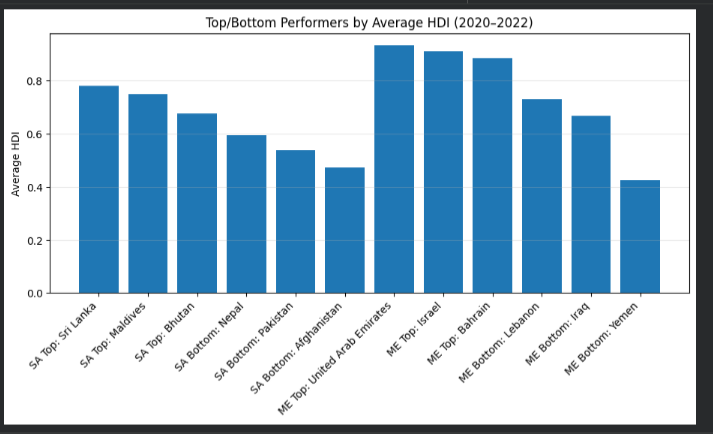 Top/Bottom Performers by Average HDI (2020–2022)
Average HDI
0.8
0.6
0.4
0.2
0.0
SA Top: Sri Lanka
SA Top: Maldives
SA Top: Bhutan
SA Bottom: Nepal
SA Bottom: Pakistan
SA Bottom: Afghanistan
ME Top: United Arab Emirates
ME Top: Israel
ME Top: Bahrain
ME Bottom: Lebanon
ME Bottom: Iraq
ME Bottom: Yemen